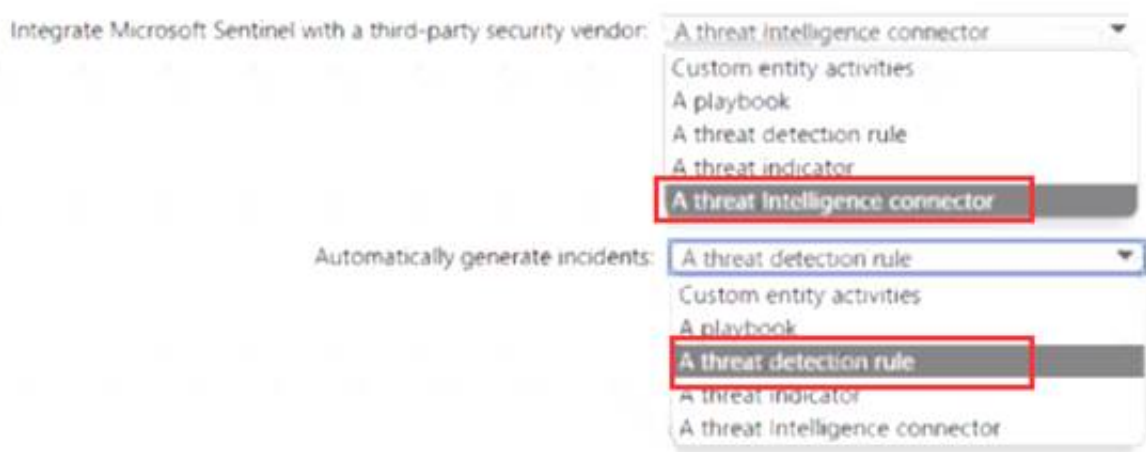 Integrate Microsoft Sentinel with a third-party security vendor: A threat Intelligence connector
Custom entity activities
A playbook
A threat detection rule
A threat indicator
A threat Intelligence connector
Automatically generate incidents: A threat detection rule
Custom entity activities
A playbook
A threat detection rule
A threat indicator
A threat Intelligence connector